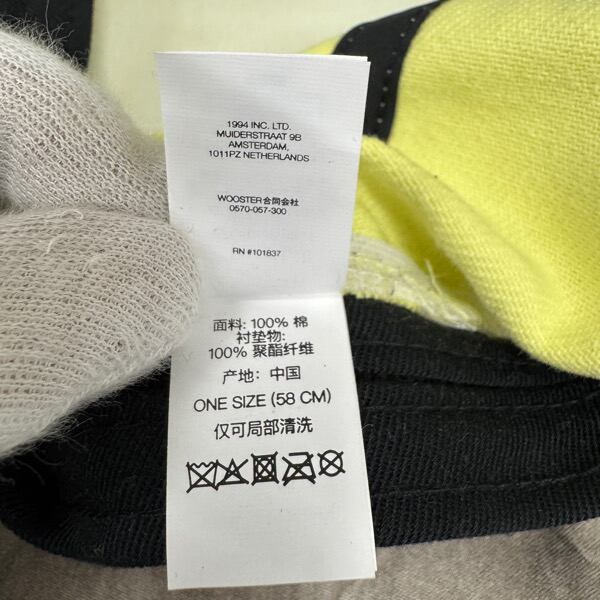 1994 INC. LTD.
MUIDERSTRAAT 9B
AMSTERDAM,
1011PZ NETHERLANDS
WOOSTER合同会社
0570-057-300
RN #101837
面料: 100% 棉
衬垫物:
100% 聚酯纤维
产地: 中国
ONE SIZE (58 CM)
仅可局部清洗